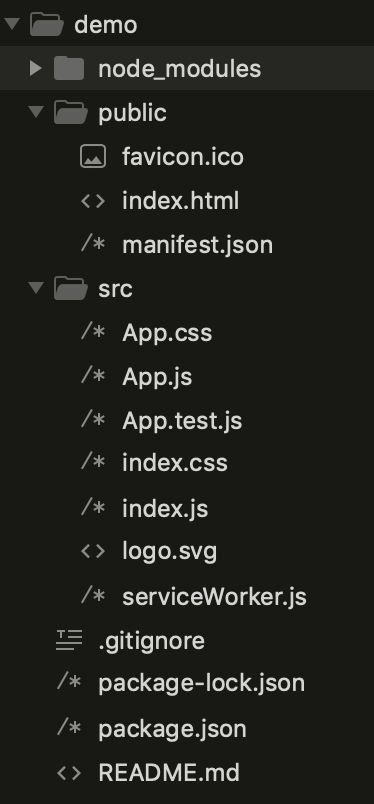 demo
node_modules
public
favicon.ico
index.html
manifest.json
src
App.css
App.js
App.test.js
index.css
index.js
logo.svg
serviceWorker.js
.gitignore
package-lock.json
package.json
README.md